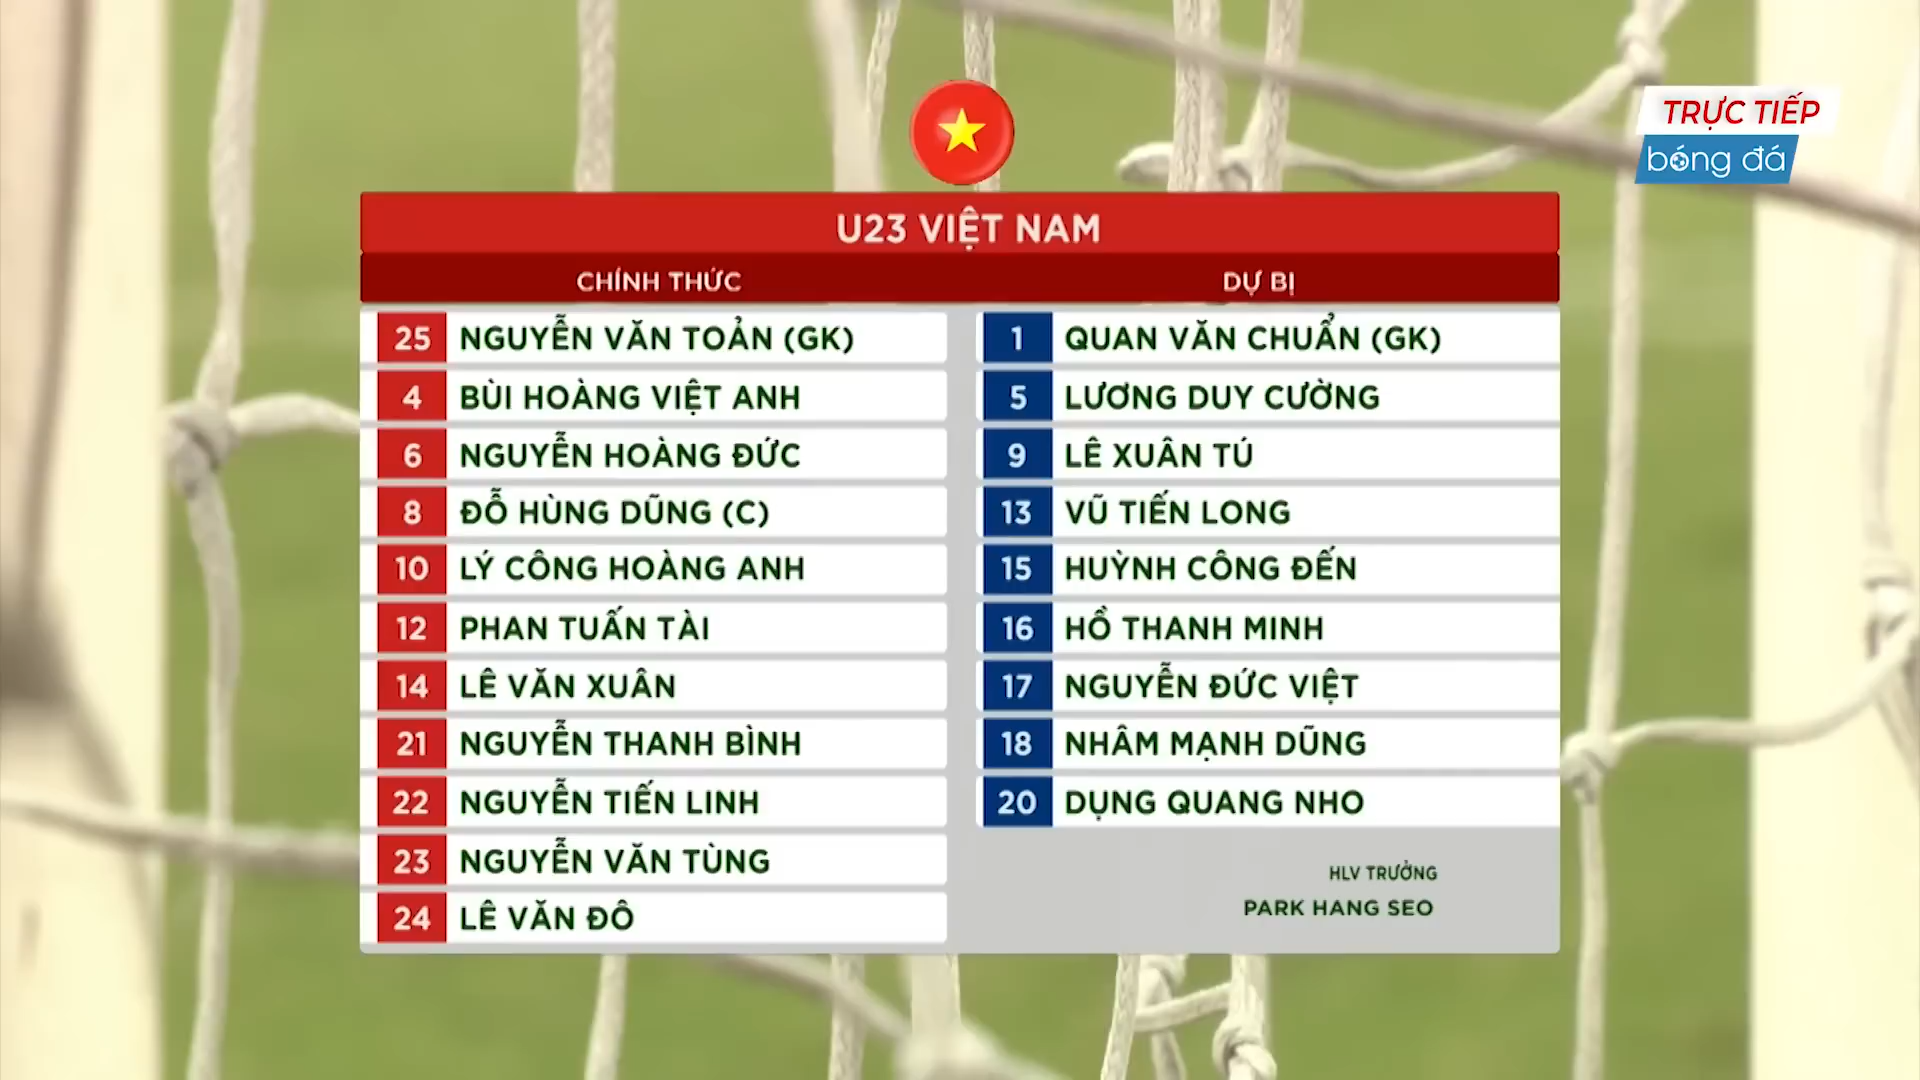 TRỰC TIẾP
bóng đá
U23 VIỆT NAM
CHÍNH THỨC
25 NGUYỄN VĂN TOẢN (GK)
4 BÙI HOÀNG VIỆT ANH
6 NGUYỄN HOÀNG ĐỨC
8 ĐỖ HÙNG DŨNG (C)
10 LÝ CÔNG HOÀNG ANH
12 PHAN TUẤN TÀI
14 LÊ VĂN XUÂN
21 NGUYỄN THANH BÌNH
22 NGUYỄN TIẾN LINH
23 NGUYỄN VĂN TÙNG
24 LÊ VĂN ĐÔ
DỰ BỊ
1 QUAN VĂN CHUẨN (GK)
5 LƯƠNG DUY CƯỜNG
9 LÊ XUÂN TÚ
13 VŨ TIẾN LONG
15 HUỲNH CÔNG ĐẾN
16 HỒ THANH MINH
17 NGUYỄN ĐỨC VIỆT
18 NHÂM MẠNH DŨNG
20 DỤNG QUANG NHO
HLV TRƯỞNG
PARK HANG SEO